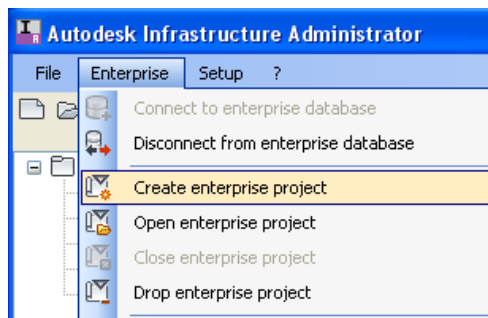 Autodesk Infrastructure Administrator
File Enterprise Setup ?
Connect to enterprise database
Disconnect from enterprise database
Create enterprise project
Open enterprise project
Close enterprise project
Drop enterprise project